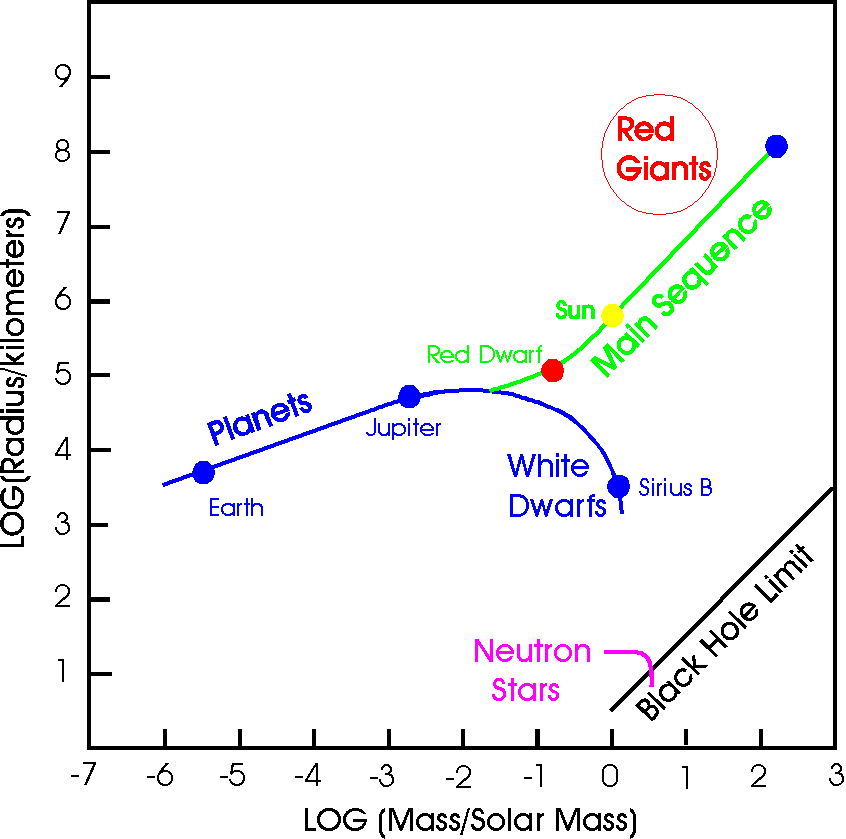 9
8
7
6
5
4
3
2
1
LOG(Radius/kilometers)
Red
Giants
Sun
Main Sequence
Red Dwarf
Planets
Jupiter
Earth
White
Dwarfs
Sirius B
Neutron
Stars
Black Hole Limit
-7 -6 -5 -4 -3 -2 -1 0 1 2 3
LOG (Mass/Solar Mass)